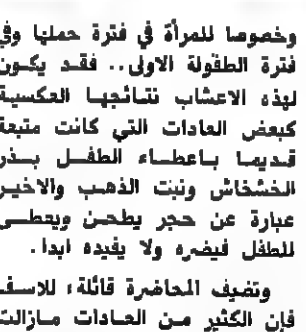 وخصوصا للمرأة في فترة حملها وفي
فترة الطفولة الاولى.. فقد يكون
لهذه الاعشاب نتائجها العكسية
كبعض العادات التي كانت متبعة
قديما باعطاء الطفل بذر
الخشخاش ونبت الذهب والاخير
عبارة عن حجر يطحن ويعطى
للطفل فيضره ولا يفيده ابدا.
وتضيف المحاضرة قائلة، للاسف
فإن الكثير من العادات مازالت